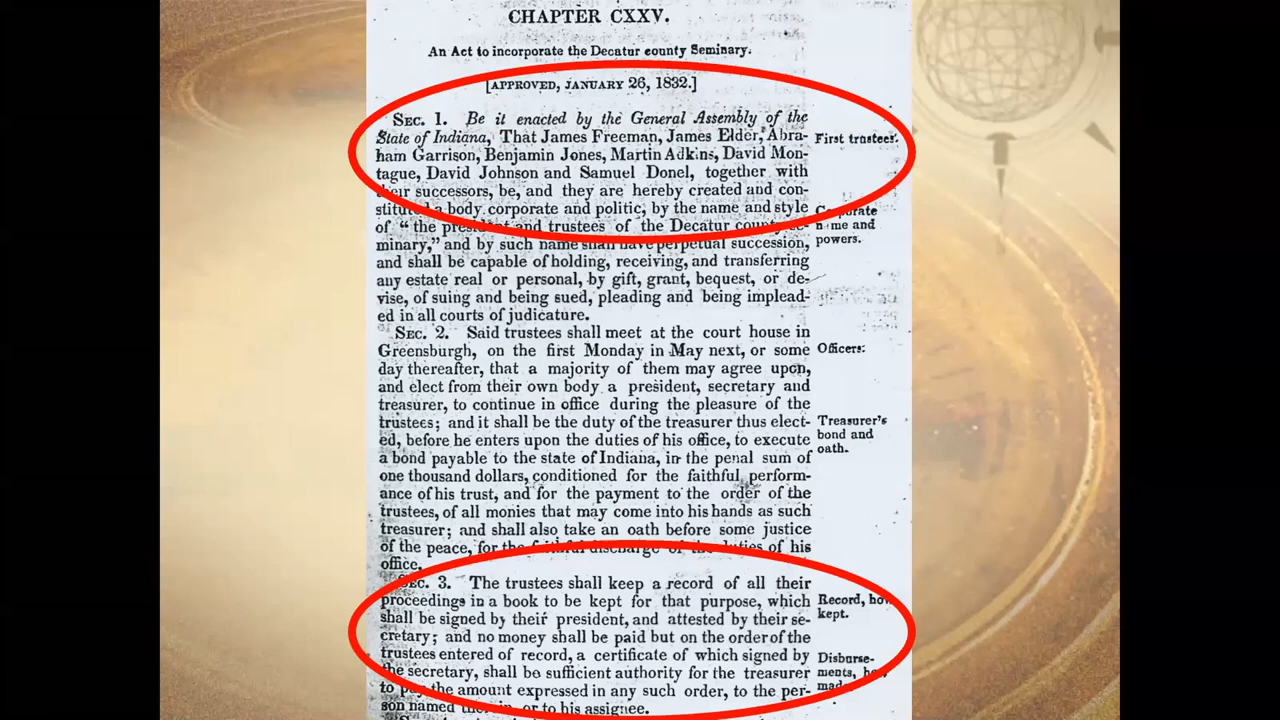 CHAPTER CXXV.
An Act to incorporate the Decatur county Seminary.
[APPROVED, JANUARY 26, 1832.]
SEC. 1. Be it enacted by the General Assembly of the
State of Indiana, That James Freeman, James Elder, Abra-
First trustees.
ham Garrison, Benjamin Jones, Martin Adkins, David Mon-
tague, David Johnson and Samuel Donel, together with
their successors, be, and they are hereby created and con-
stituted a body corporate and politic, by the name and style
Corporate
name and
powers.
of "the president and trustees of the Decatur county se-
minary," and by such name shall have perpetual succession,
and shall be capable of holding, receiving, and transferring
any estate real or personal, by gift, grant, bequest, or de-
vise, of suing and being sued, pleading and being implead-
ed in all courts of judicature.
SEC. 2. Said trustees shall meet at the court house in
Greensburgh, on the first Monday in May next, or some
Officers.
day thereafter, that a majority of them may agree upon,
and elect from their own body a president, secretary and
treasurer, to continue in office during the pleasure of the
trustees; and it shall be the duty of the treasurer thus elect-
Treasurer's
bond and
oath.
ed, before he enters upon the duties of his office, to execute
a bond payable to the state of Indiana, in the penal sum of
one thousand dollars, conditioned for the faithful perform-
ance of his trust, and for the payment to the order of the
trustees, of all monies that may come into his hands as such
treasurer; and shall also take an oath before some justice
of the peace, for the faithful discharge of the duties of his
office.
SEC. 3. The trustees shall keep a record of all their
proceedings in a book to be kept for that purpose, which
Record, how
kept.
shall be signed by their president, and attested by their se-
cretary; and no money shall be paid but on the order of the
trustees entered of record, a certificate of which signed by
Disburse-
ments, how
made.
the secretary, shall be sufficient authority for the treasurer
to pay the amount expressed in any such order, to the per-
son named therein, or to his assignee.